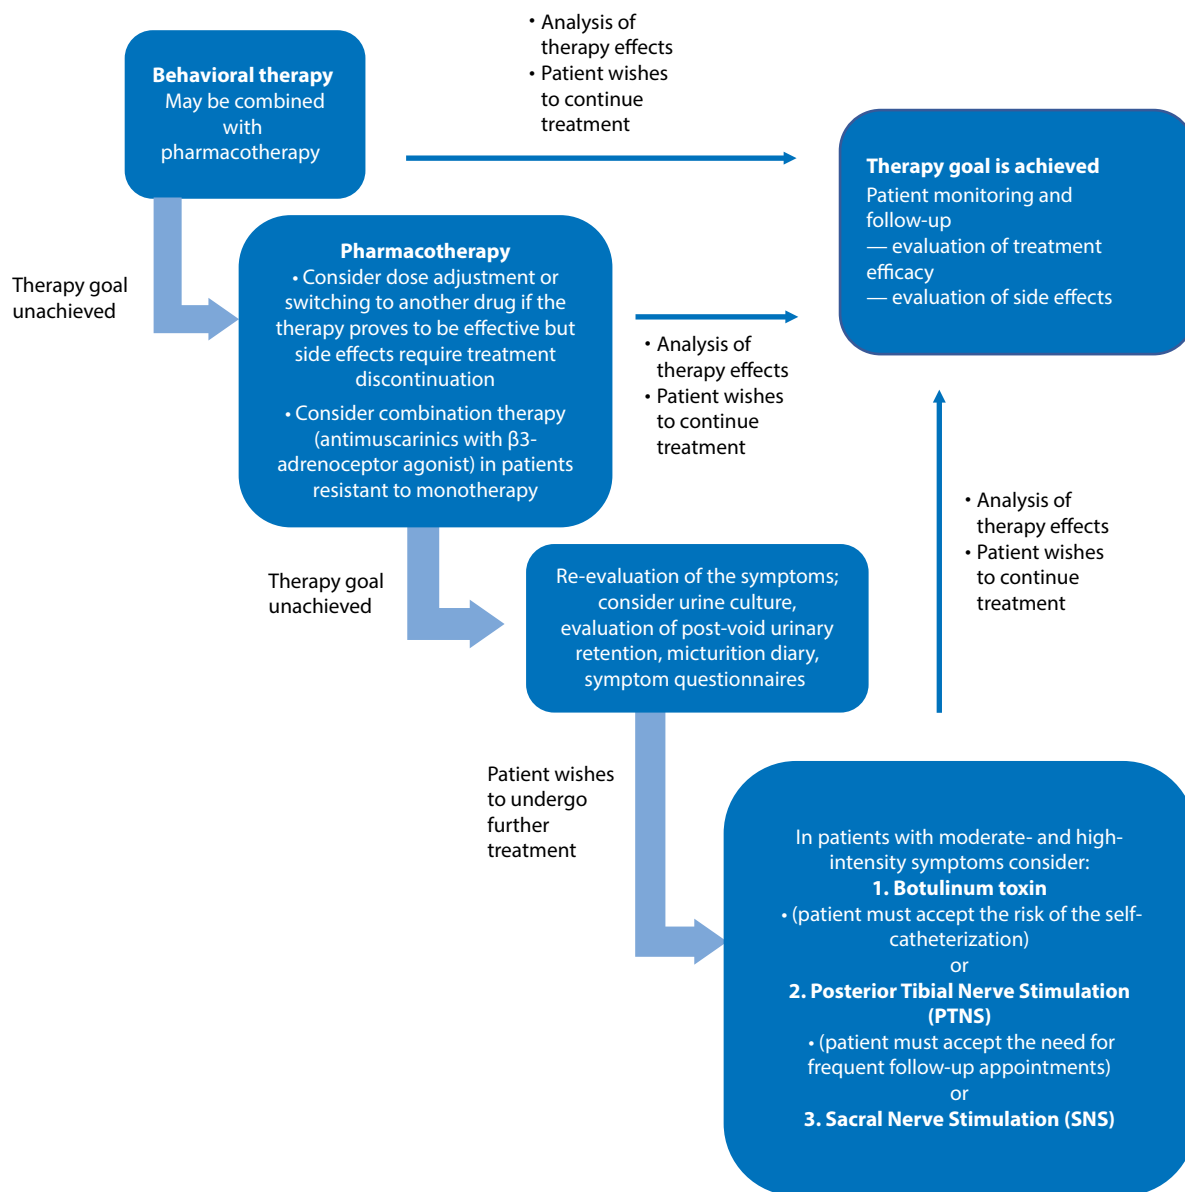 • Analysis of
therapy effects
• Patient wishes
to continue
treatment
Behavioral therapy
May be combined
with
pharmacotherapy
Therapy goal is achieved
Patient monitoring and
follow-up
— evaluation of treatment
efficacy
— evaluation of side effects
Therapy goal
unachieved
Pharmacotherapy
• Consider dose adjustment or
switching to another drug if the
therapy proves to be effective but
side effects require treatment
discontinuation
• Consider combination therapy
(antimuscarinics with β3-
adrenoceptor agonist) in patients
resistant to monotherapy
• Analysis of
therapy effects
• Patient wishes
to continue
treatment
• Analysis of
therapy effects
• Patient wishes
to continue
treatment
Therapy goal
unachieved
Re-evaluation of the symptoms;
consider urine culture,
evaluation of post-void urinary
retention, micturition diary,
symptom questionnaires
Patient wishes
to undergo
further
treatment
In patients with moderate- and high-
intensity symptoms consider:
1. Botulinum toxin
• (patient must accept the risk of the self-
catheterization)
or
2. Posterior Tibial Nerve Stimulation
(PTNS)
• (patient must accept the need for
frequent follow-up appointments)
or
3. Sacral Nerve Stimulation (SNS)